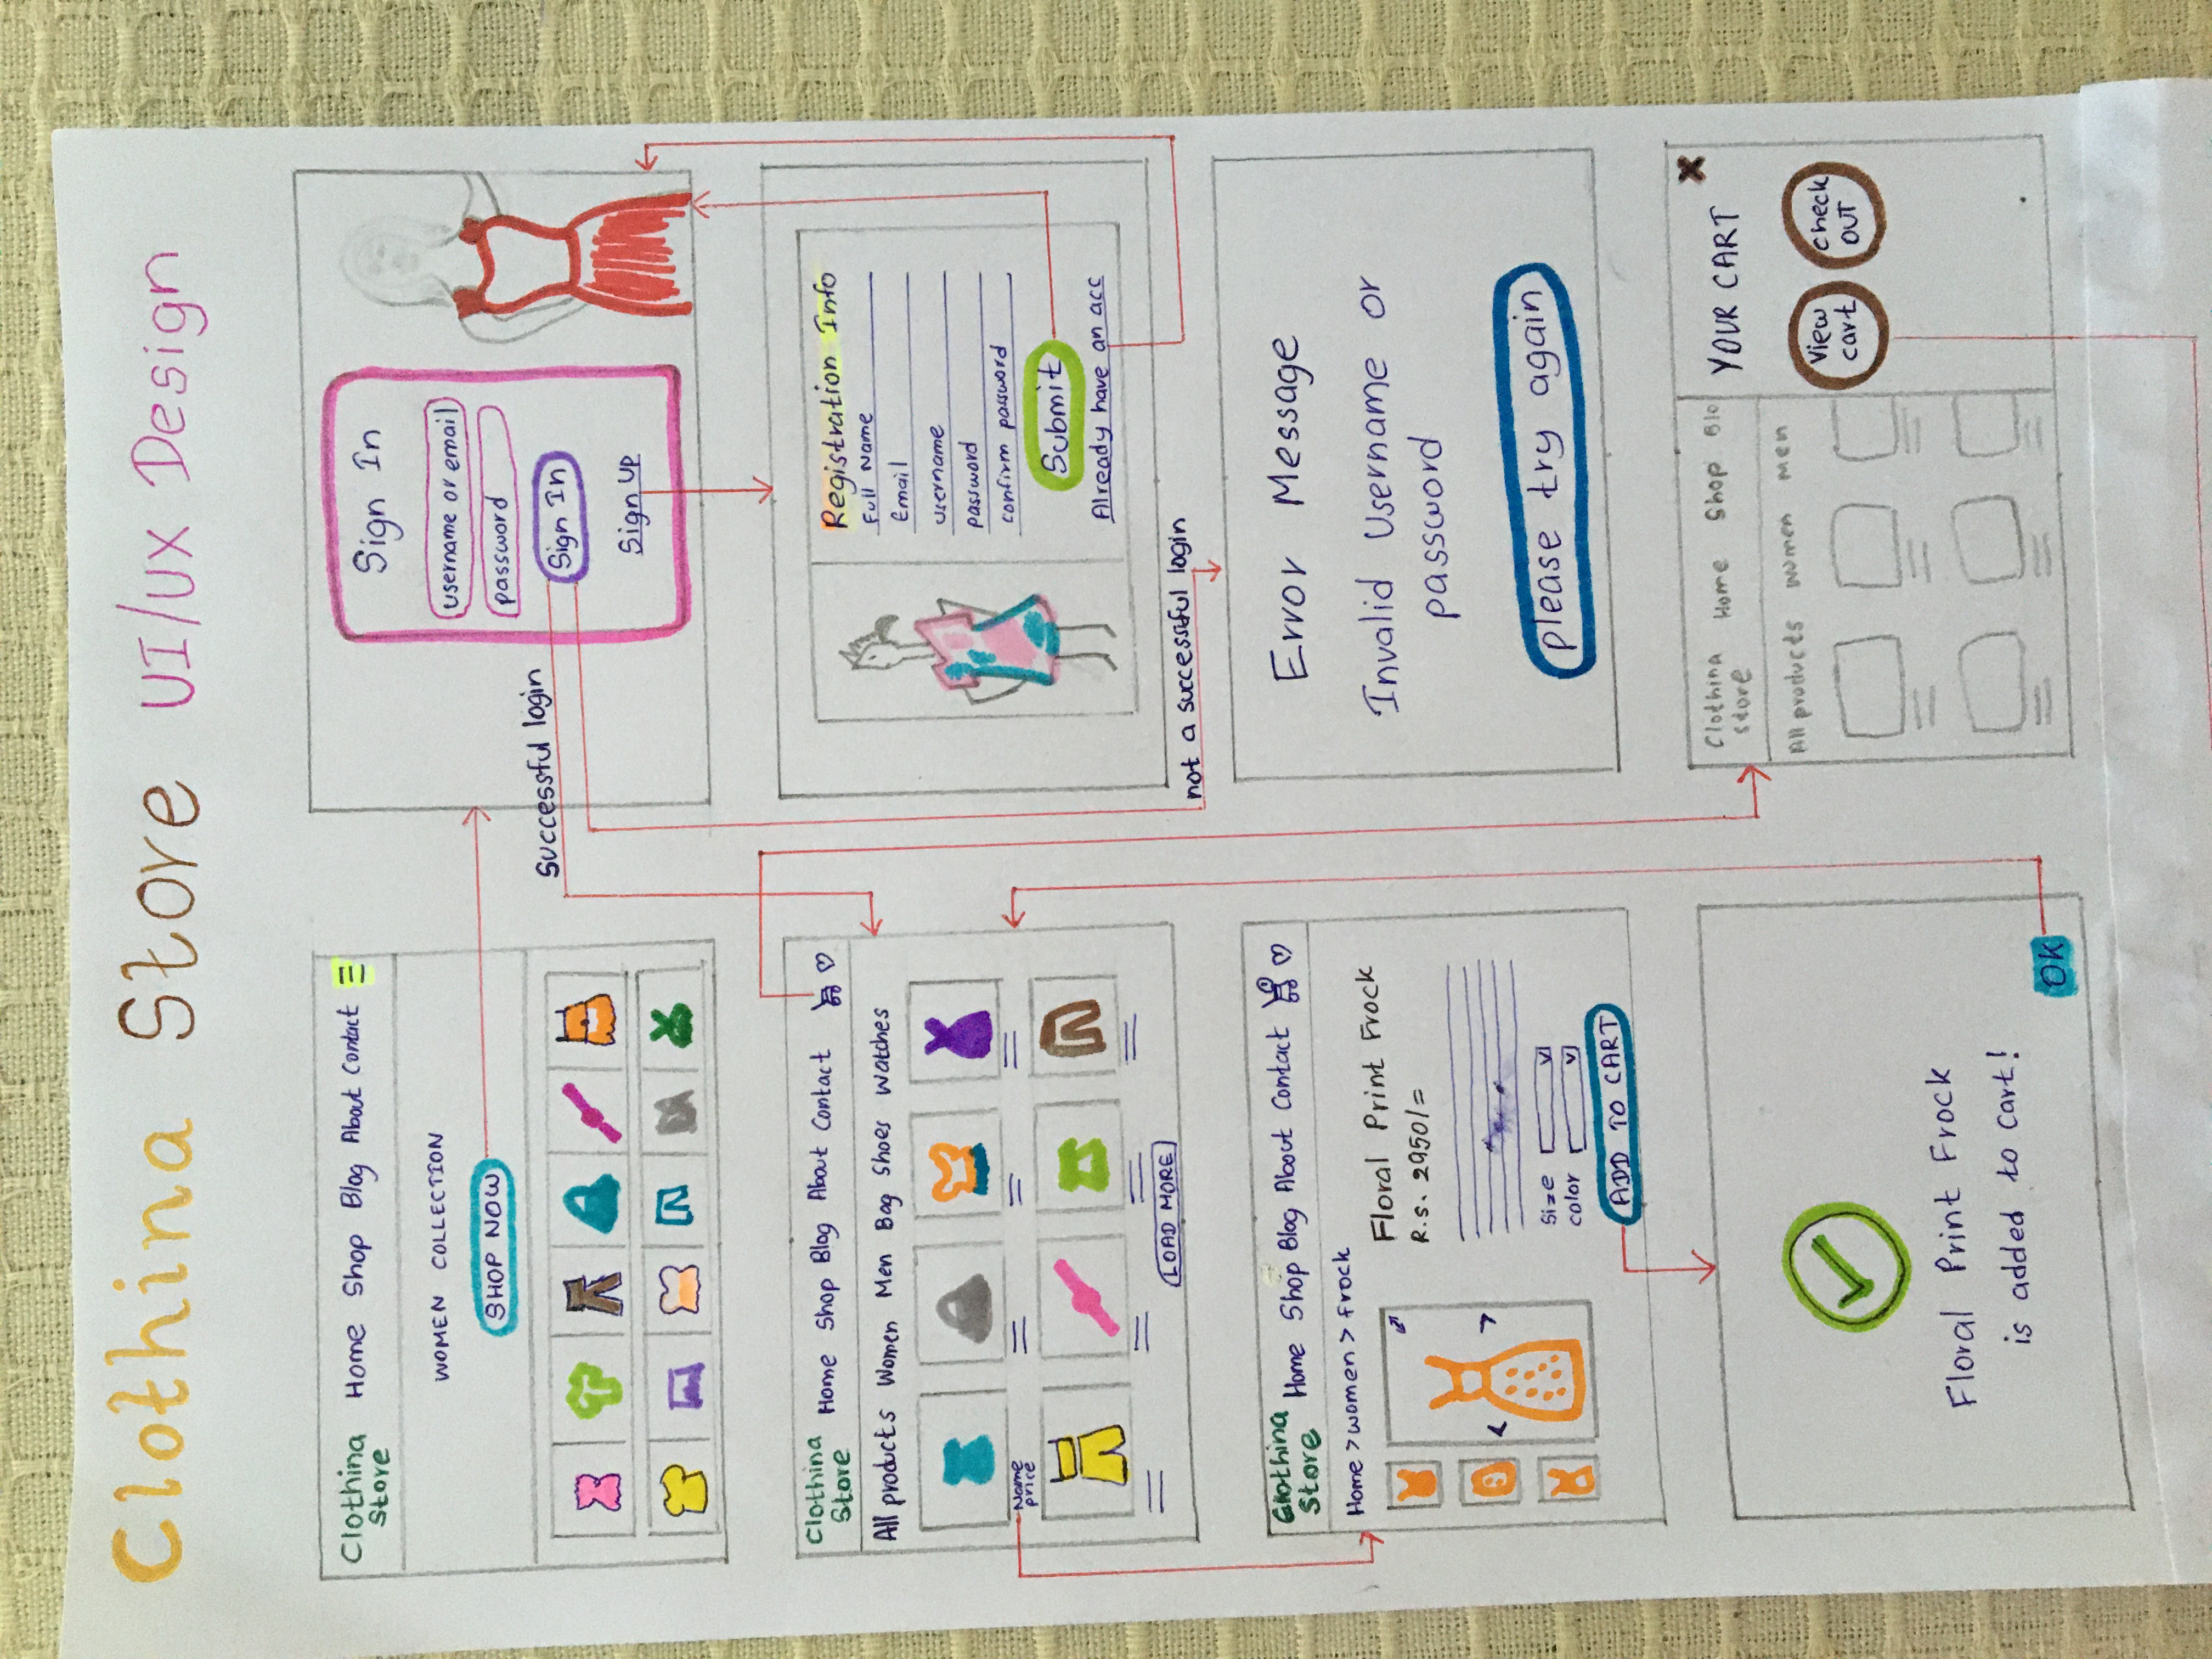 Clothina Store UI/UX Design
Clothina Store
Home Shop Blog About Contact
WOMEN COLLECTION
SHOP NOW
Sign In
username or email
password
Sign In
Sign Up
Successful login
Clothina Store
Home Shop Blog About Contact
All products Women Men Bag Shoes Watches
Name
price
LOAD MORE
Registration Info
Full Name
Email
username
password
confirm password
Submit
Already have an acc
not a successful login
Clothina Store
Home Shop Blog About Contact
Home > women > frock
Floral Print Frock
R.s. 2950/=
Size
color
ADD TO CART
Error Message
Invalid Username or
password
please try again
Floral Print Frock
is added to cart!
OK
Clothina store
Home Shop Blo
All products women men
YOUR CART
X
View cart
check OUT